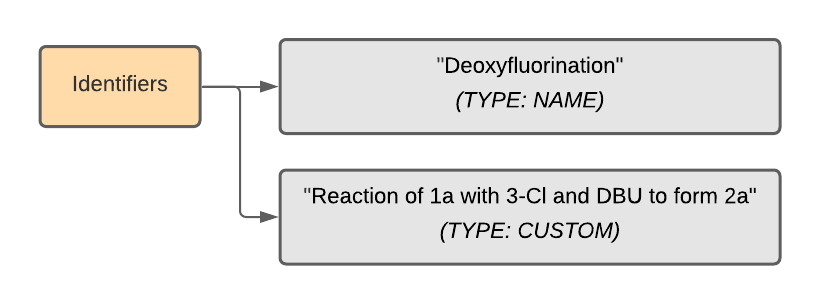 Identifiers
"Deoxyfluorination"
(TYPE: NAME)
"Reaction of 1a with 3-Cl and DBU to form 2a"
(TYPE: CUSTOM)